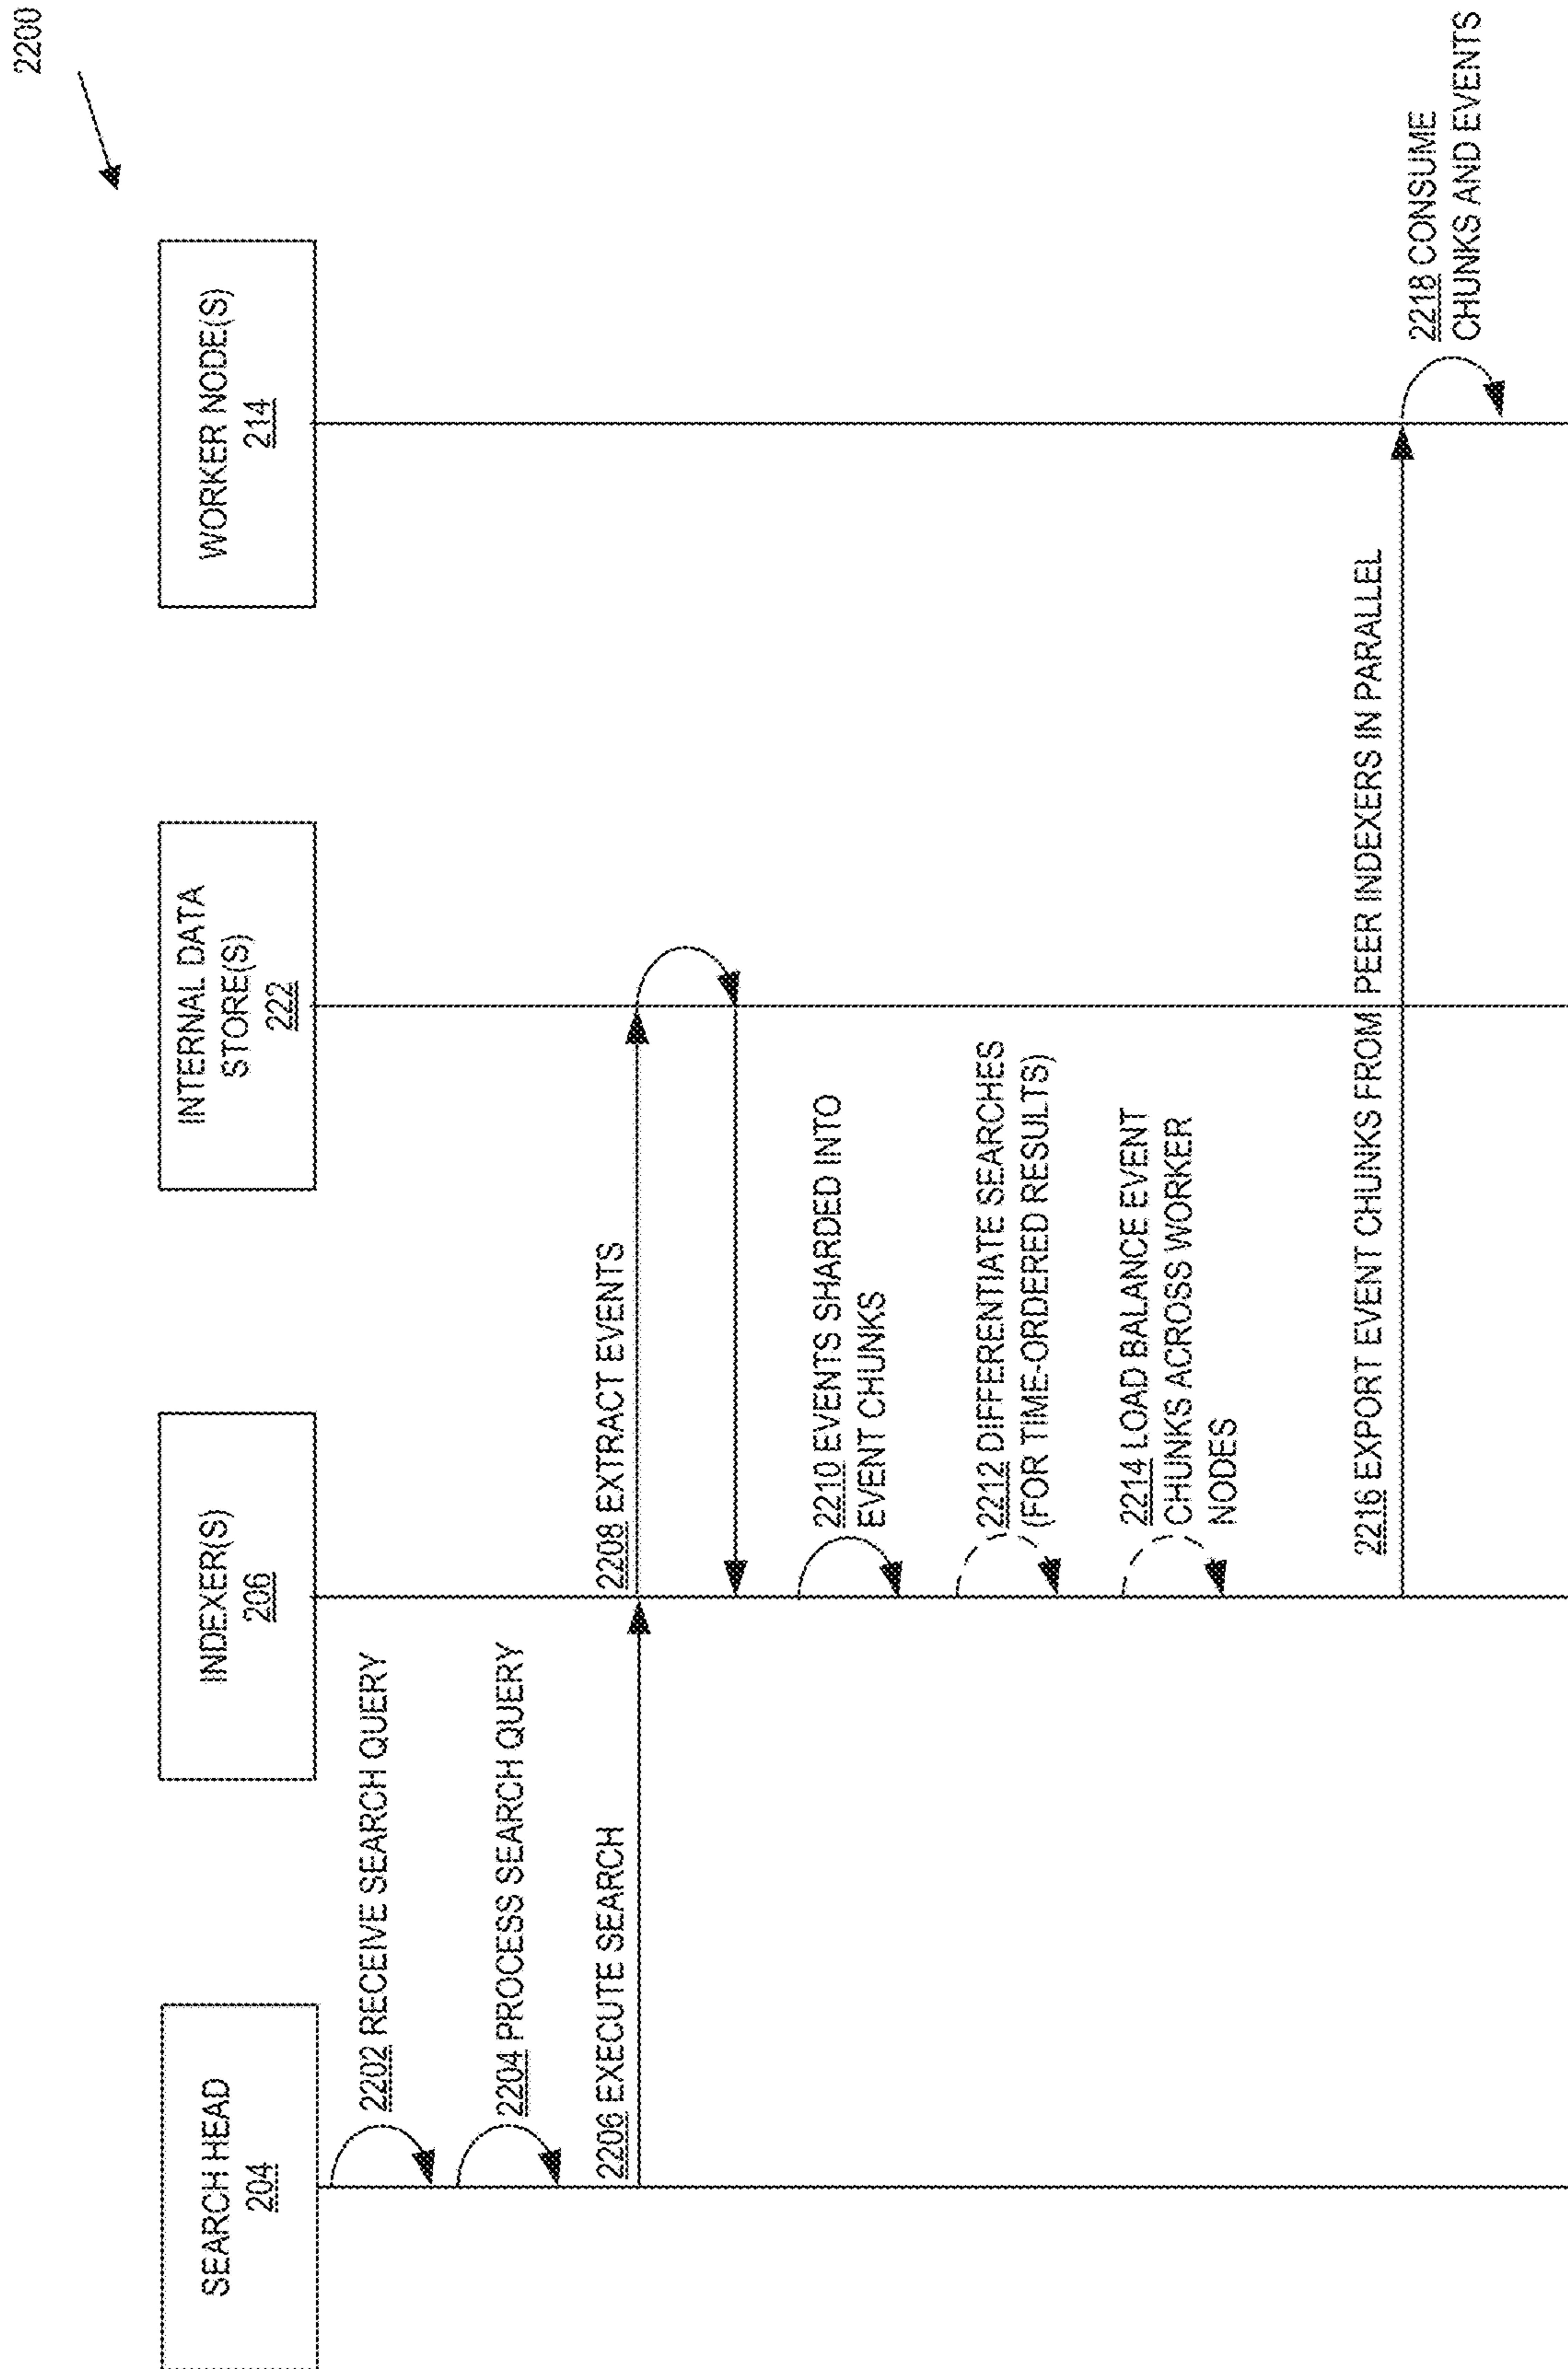 2200
SEARCH HEAD
204
INDEXER(S)
206
INTERNAL DATA
STORE(S)
222
WORKER NODE(S)
214
2202 RECEIVE SEARCH QUERY
2204 PROCESS SEARCH QUERY
2206 EXECUTE SEARCH
2208 EXTRACT EVENTS
2210 EVENTS SHARDED INTO
EVENT CHUNKS
2212 DIFFERENTIATE SEARCHES
(FOR TIME-ORDERED RESULTS)
2214 LOAD BALANCE EVENT
CHUNKS ACROSS WORKER
NODES
2216 EXPORT EVENT CHUNKS FROM PEER INDEXERS IN PARALLEL
2218 CONSUME
CHUNKS AND EVENTS